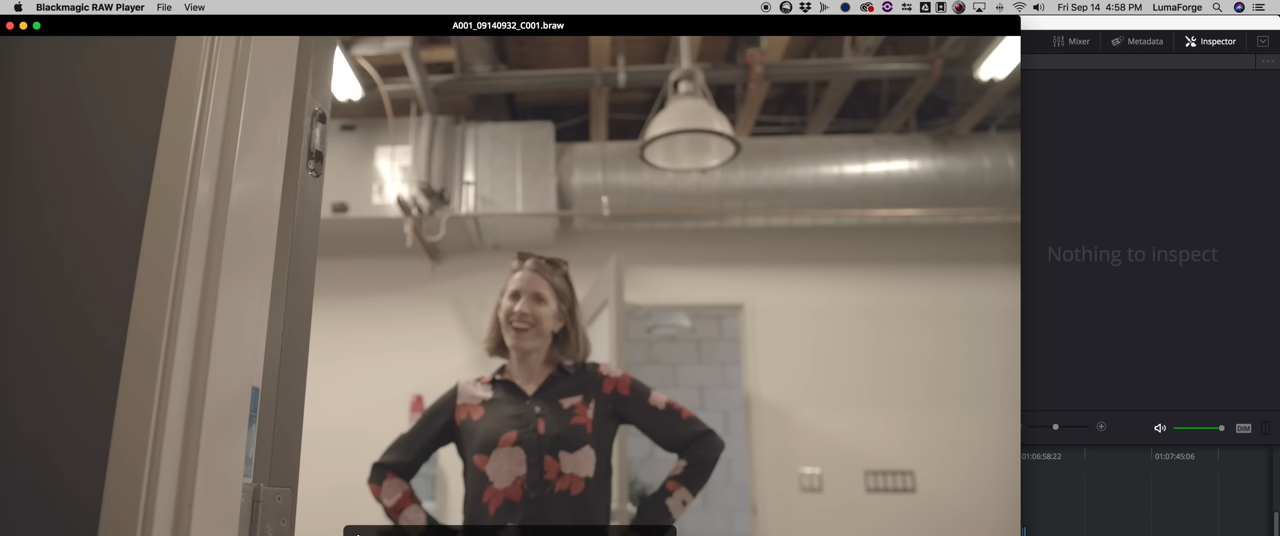 Blackmagic RAW Player File View Fri Sep 14 4:58 PM LumaForge
A001_09140932_C001.braw
Mixer Metadata Inspector
Nothing to inspect
DIM
01:06:58:22 01:07:45:06